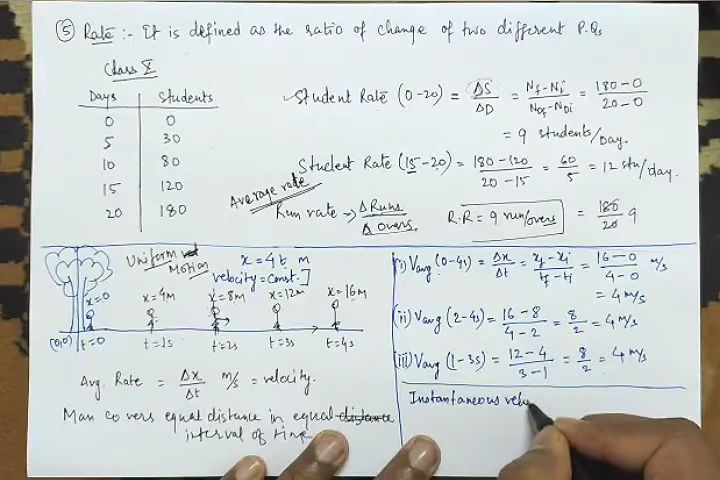 ⑤ Rate :- It is defined as the ratio of change of two different P.Qs
Class X
Days Students
0 0
5 30
10 80
15 120
20 180
Student Rate (0-20) = ΔS/ΔD = (Nf-Ni)/(NDf-NDi) = (180-0)/(20-0)
= 9 students/Day.
Student Rate (15-20) = (180-120)/(20-15) = 60/5 = 12 stu/day.
Average rate
Run rate → ΔRuns/ΔOvers.
R.R = 9 run/overs = 180/20 9
Uniform Motion
x = 4t m
velocity = const.]
x=0 x=4m x=8m x=12m x=16m
(0,0) t=0 t=1s t=2s t=3s t=4s
Avg. Rate = Δx/Δt m/s = velocity.
Man covers equal distance in equal distance
interval of time
(i) Vavg (0-4s) = Δx/Δt = (xf-xi)/(tf-ti) = (16-0)/(4-0) m/s
= 4 m/s
(ii) Vavg (2-4s) = (16-8)/(4-2) = 8/2 = 4 m/s
(iii) Vavg (1-3s) = (12-4)/(3-1) = 8/2 = 4 m/s
Instantaneous velo